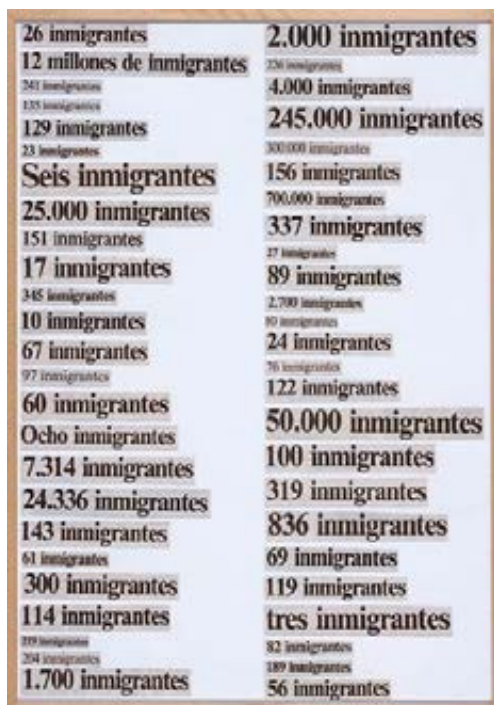 26 inmigrantes
12 millones de inmigrantes
241 inmigrantes
135 inmigrantes
129 inmigrantes
23 inmigrantes
Seis inmigrantes
25.000 inmigrantes
151 inmigrantes
17 inmigrantes
345 inmigrantes
10 inmigrantes
67 inmigrantes
97 inmigrantes
60 inmigrantes
Ocho inmigrantes
7.314 inmigrantes
24.336 inmigrantes
143 inmigrantes
61 inmigrantes
300 inmigrantes
114 inmigrantes
inmigrantes
204 inmigrantes
1.700 inmigrantes
2.000 inmigrantes
inmigrantes
4.000 inmigrantes
245.000 inmigrantes
300.000 inmigrantes
156 inmigrantes
700.000 inmigrantes
337 inmigrantes
27 inmigrantes
89 inmigrantes
2.700 inmigrantes
inmigrantes
24 inmigrantes
76 inmigrantes
122 inmigrantes
50.000 inmigrantes
100 inmigrantes
319 inmigrantes
836 inmigrantes
69 inmigrantes
119 inmigrantes
tres inmigrantes
82 inmigrantes
189 inmigrantes
56 inmigrantes